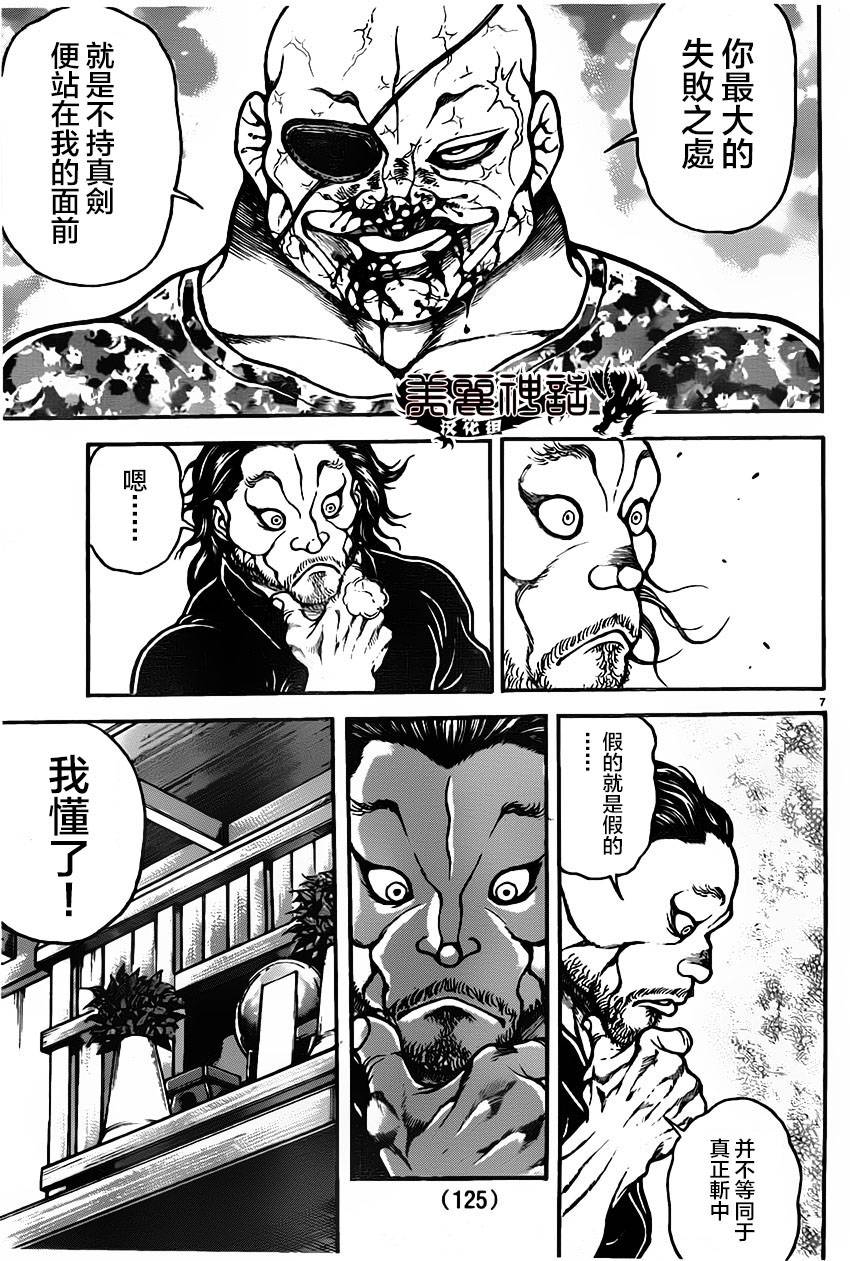 你最大的
失敗之處
就是不持真劍
便站在我的面前
美麗神話
汉化组
嗯……
7
假的就是假的
……
并不等同于
真正斬中
我懂了！
（125）